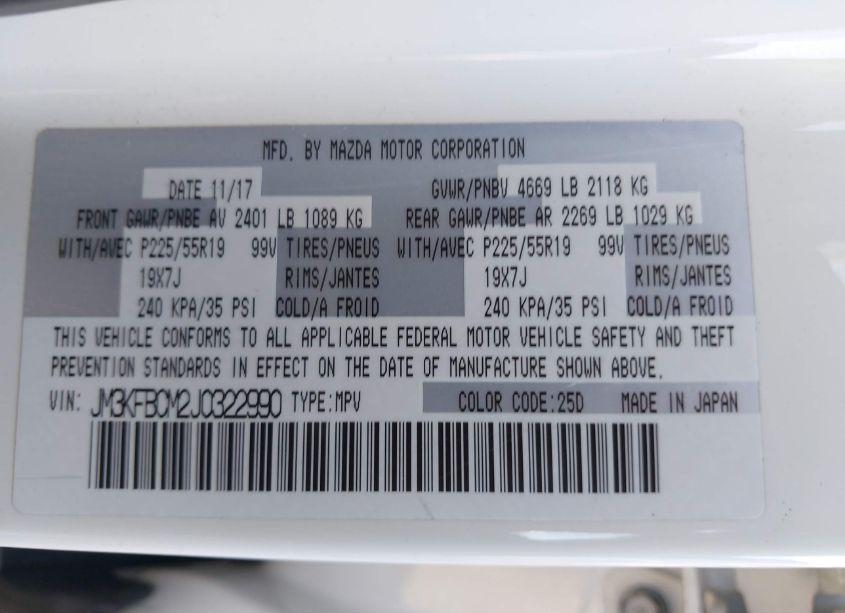 MFD. BY MAZDA MOTOR CORPORATION
DATE 11/17 GVWR/PNBV 4669 LB 2118 KG
FRONT GAWR/PNBE AV 2401 LB 1089 KG REAR GAWR/PNBE AR 2269 LB 1029 KG
WITH/AVEC P225/55R19 99V TIRES/PNEUS WITH/AVEC P225/55R19 99V TIRES/PNEUS
19X7J RIMS/JANTES 19X7J RIMS/JANTES
240 KPA/35 PSI COLD/A FROID 240 KPA/35 PSI COLD/A FROID
THIS VEHICLE CONFORMS TO ALL APPLICABLE FEDERAL MOTOR VEHICLE SAFETY AND THEFT
PREVENTION STANDARDS IN EFFECT ON THE DATE OF MANUFACTURE SHOWN ABOVE.
VIN: JM3KFBCM2J0322990 TYPE:MPV COLOR CODE:25D MADE IN JAPAN